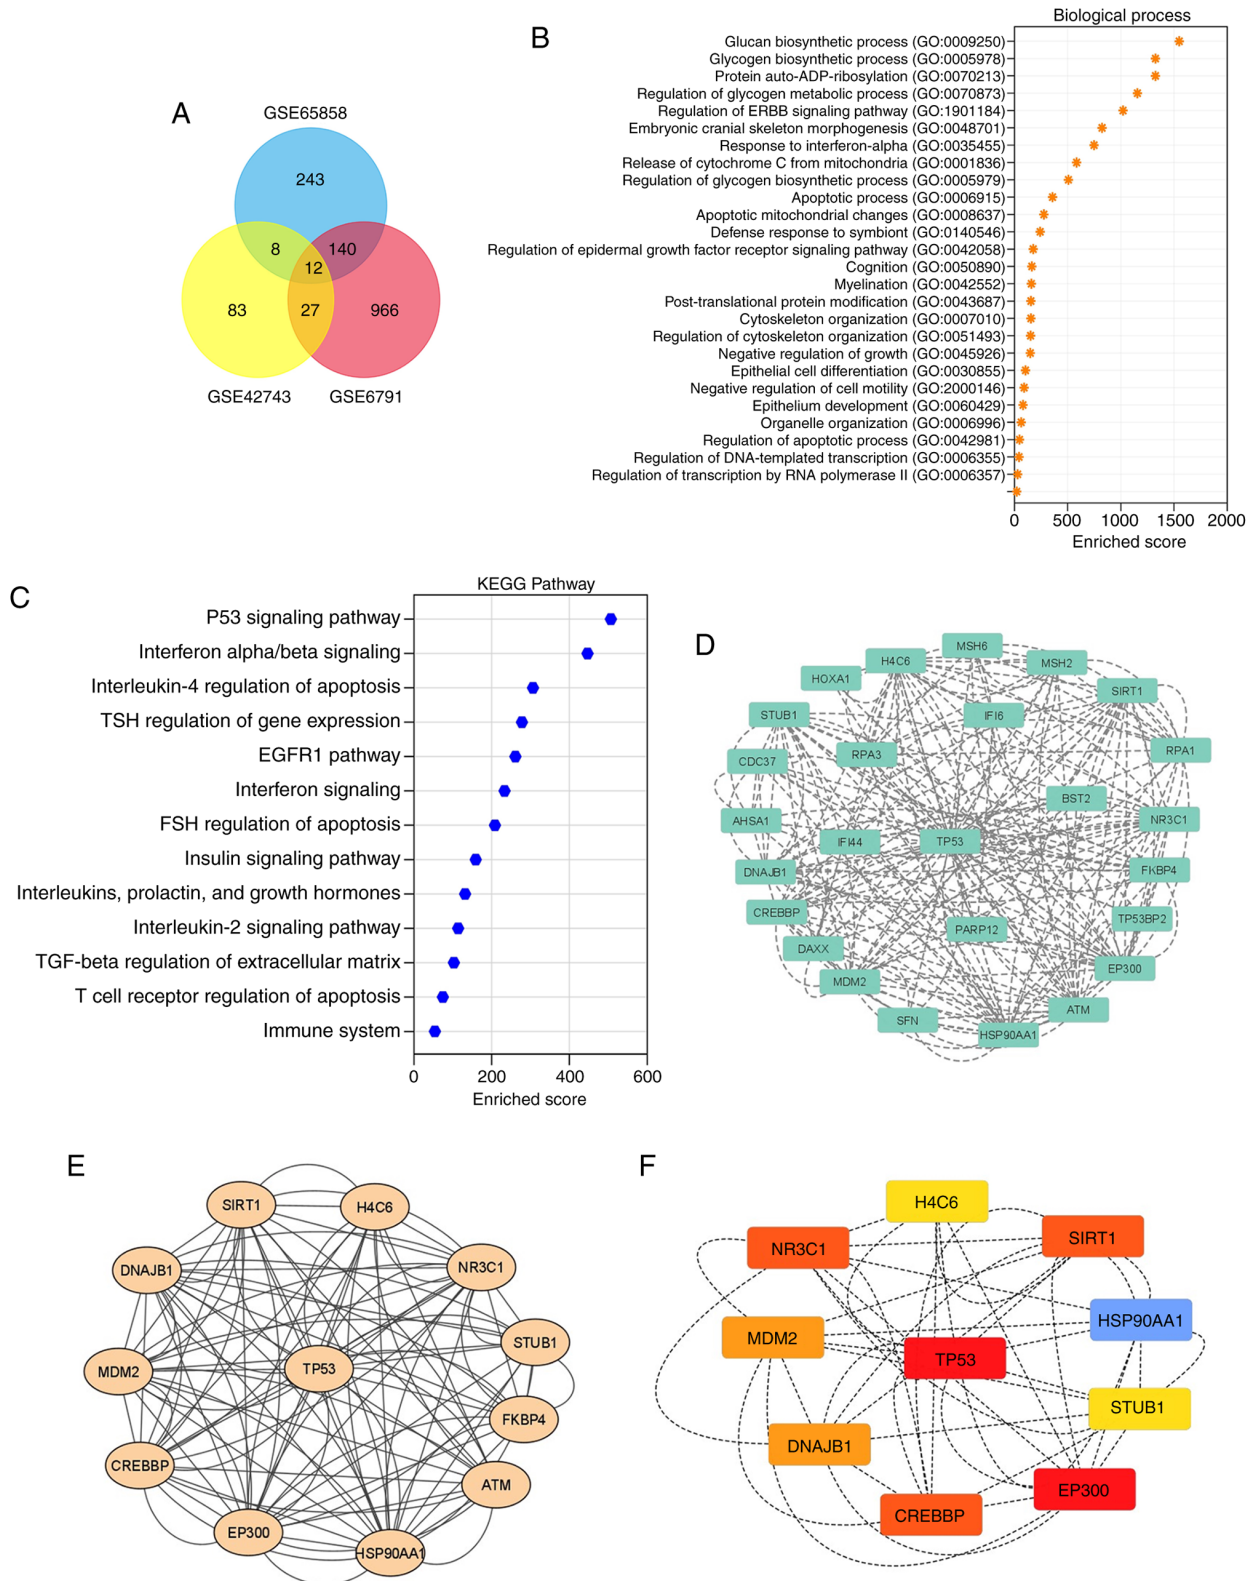 A
GSE65858
243
8
140
12
83
27
966
GSE42743
GSE6791
B
Biological process
Glucan biosynthetic process (GO:0009250)
Glycogen biosynthetic process (GO:0005978)
Protein auto-ADP-ribosylation (GO:0070213)
Regulation of glycogen metabolic process (GO:0070873)
Regulation of ERBB signaling pathway (GO:1901184)
Embryonic cranial skeleton morphogenesis (GO:0048701)
Response to interferon-alpha (GO:0035455)
Release of cytochrome C from mitochondria (GO:0001836)
Regulation of glycogen biosynthetic process (GO:0005979)
Apoptotic process (GO:0006915)
Apoptotic mitochondrial changes (GO:0008637)
Defense response to symbiont (GO:0140546)
Regulation of epidermal growth factor receptor signaling pathway (GO:0042058)
Cognition (GO:0050890)
Myelination (GO:0042552)
Post-translational protein modification (GO:0043687)
Cytoskeleton organization (GO:0007010)
Regulation of cytoskeleton organization (GO:0051493)
Negative regulation of growth (GO:0045926)
Epithelial cell differentiation (GO:0030855)
Negative regulation of cell motility (GO:2000146)
Epithelium development (GO:0060429)
Organelle organization (GO:0006996)
Regulation of apoptotic process (GO:0042981)
Regulation of DNA-templated transcription (GO:0006355)
Regulation of transcription by RNA polymerase II (GO:0006357)
0 500 1000 1500 2000
Enriched score
C
KEGG Pathway
P53 signaling pathway
Interferon alpha/beta signaling
Interleukin-4 regulation of apoptosis
TSH regulation of gene expression
EGFR1 pathway
Interferon signaling
FSH regulation of apoptosis
Insulin signaling pathway
Interleukins, prolactin, and growth hormones
Interleukin-2 signaling pathway
TGF-beta regulation of extracellular matrix
T cell receptor regulation of apoptosis
Immune system
0 200 400 600
Enriched score
D
MSH6
H4C6
MSH2
HOXA1
SIRT1
STUB1
IFI6
RPA3
RPA1
CDC37
BST2
AHSA1
NR3C1
IFI44
TP53
DNAJB1
FKBP4
CREBBP
TP53BP2
PARP12
DAXX
EP300
MDM2
ATM
SFN
HSP90AA1
E
SIRT1
H4C6
DNAJB1
NR3C1
STUB1
MDM2
TP53
FKBP4
CREBBP
ATM
EP300
HSP90AA1
F
H4C6
NR3C1
SIRT1
HSP90AA1
MDM2
TP53
STUB1
DNAJB1
EP300
CREBBP